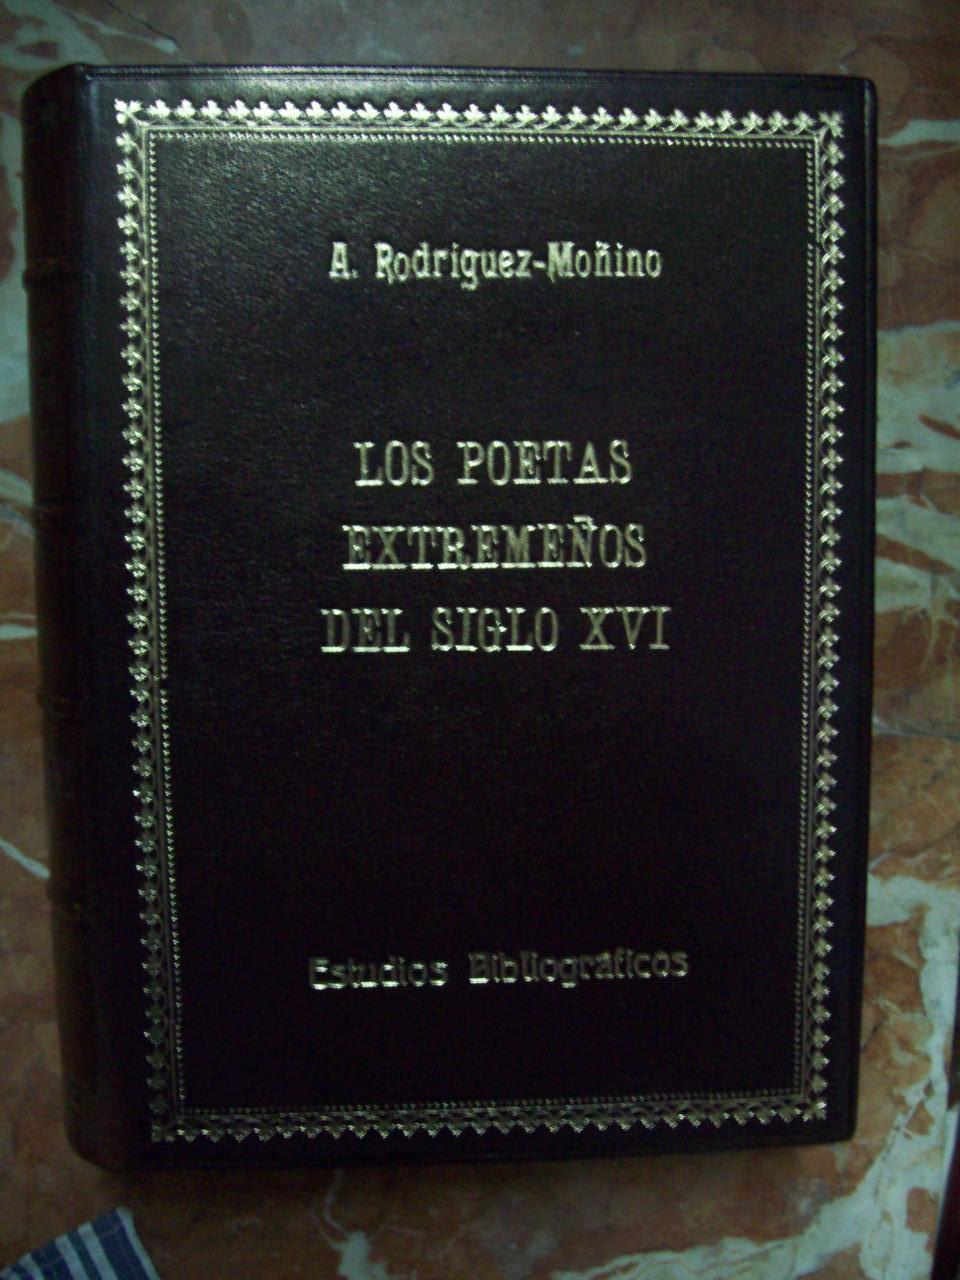 A. Rodríguez-Moñino
LOS POETAS
EXTREMEÑOS
DEL SIGLO XVI
Estudios Bibliográficos